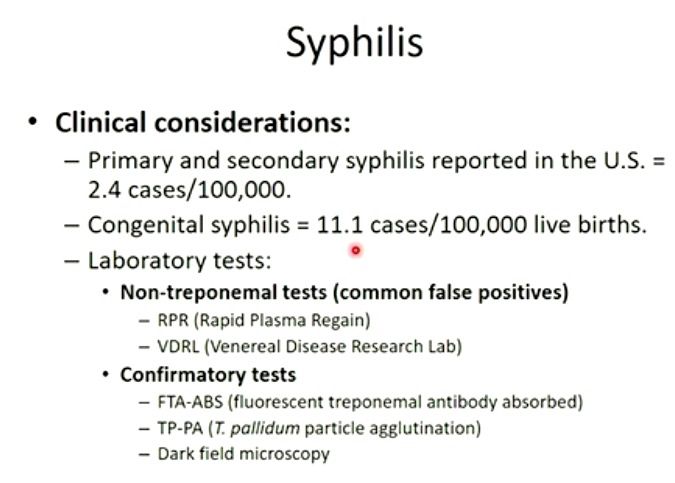 Syphilis
• Clinical considerations:
– Primary and secondary syphilis reported in the U.S. =
2.4 cases/100,000.
– Congenital syphilis = 11.1 cases/100,000 live births.
– Laboratory tests:
• Non-treponemal tests (common false positives)
– RPR (Rapid Plasma Regain)
– VDRL (Venereal Disease Research Lab)
• Confirmatory tests
– FTA-ABS (fluorescent treponemal antibody absorbed)
– TP-PA (T. pallidum particle agglutination)
– Dark field microscopy